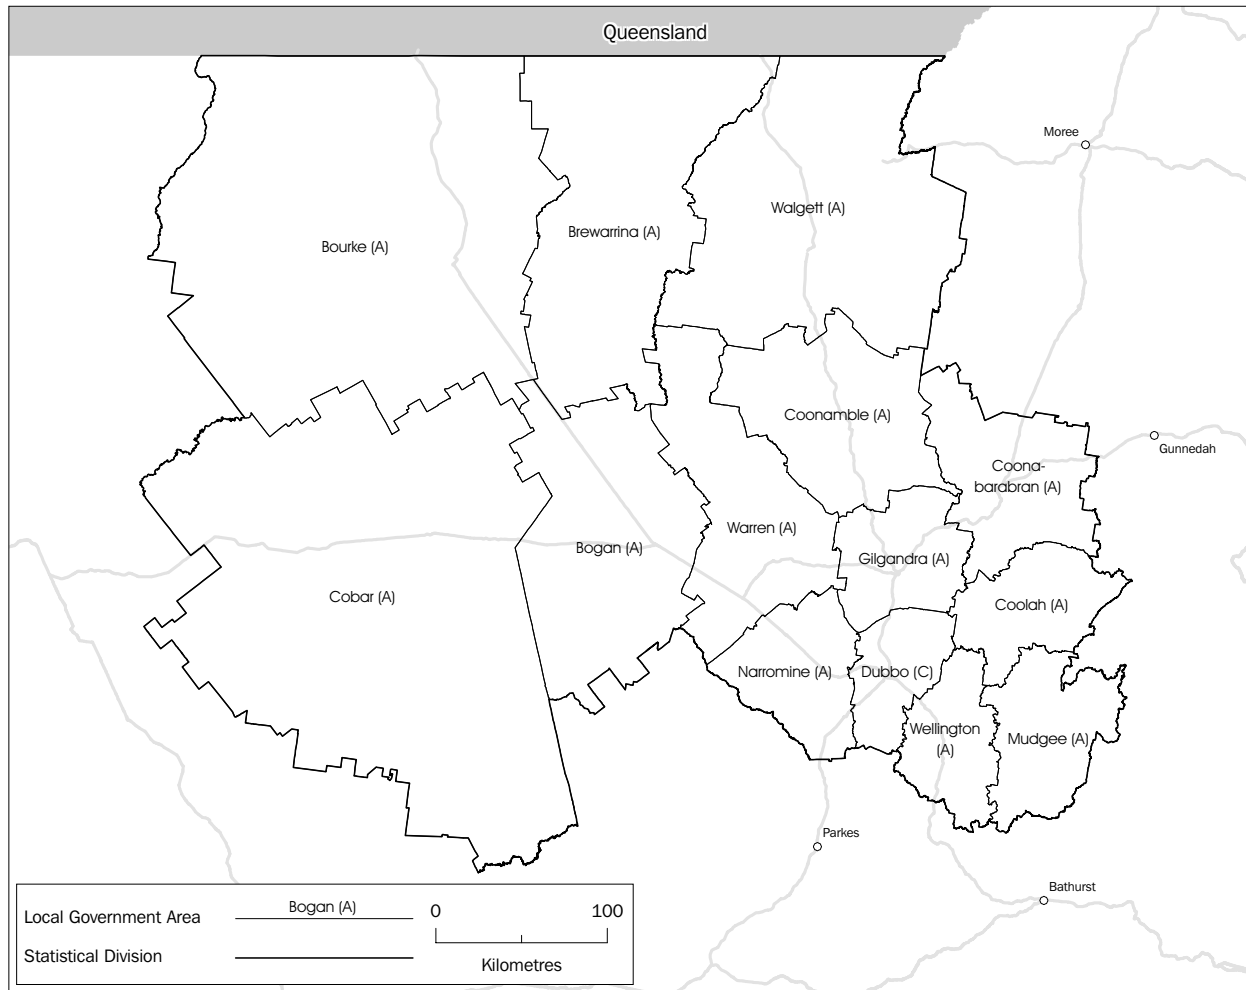 Queensland
Moree
Walgett (A)
Brewarrina (A)
Bourke (A)
Coonamble (A)
Gunnedah
Coona-
barabran (A)
Warren (A)
Bogan (A)
Gilgandra (A)
Cobar (A)
Coolah (A)
Narromine (A)
Dubbo (C)
Wellington
(A)
Mudgee (A)
Parkes
Bathurst
Local Government Area
Bogan (A)
0
100
Statistical Division
Kilometres